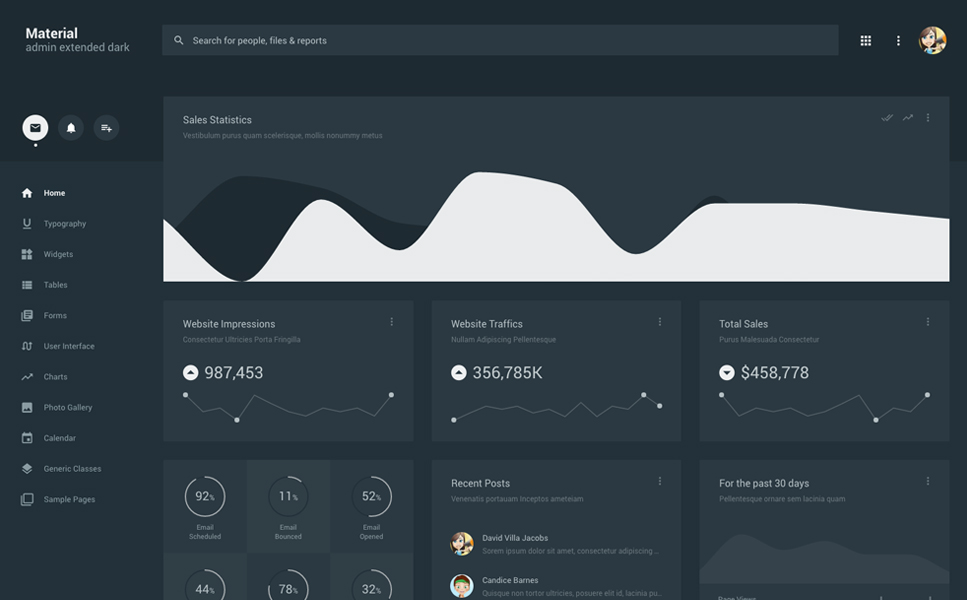 Material
admin extended dark
Search for people, files & reports
Home
Typography
Widgets
Tables
Forms
User Interface
Charts
Photo Gallery
Calendar
Generic Classes
Sample Pages
Sales Statistics
Vestibulum purus quam scelerisque, mollis nonummy metus
Website Impressions
Consectetur Ultricies Porta Fringilla
987,453
Website Traffics
Nullam Adipiscing Pellentesque
356,785K
Total Sales
Purus Malesuada Consectetur
$458,778
92%
Email
Scheduled
11%
Email
Bounced
52%
Email
Opened
44%
78%
32%
Recent Posts
Venenatis portauam Inceptos ameteiam
David Villa Jacobs
Sorem ipsum dolor sit amet, consectetur adipiscing ..
Candice Barnes
Quisque non tortor ultricies, posuere elit id, lacinia pu..
For the past 30 days
Pellentesque ornare sem lacinia quam
Page Views